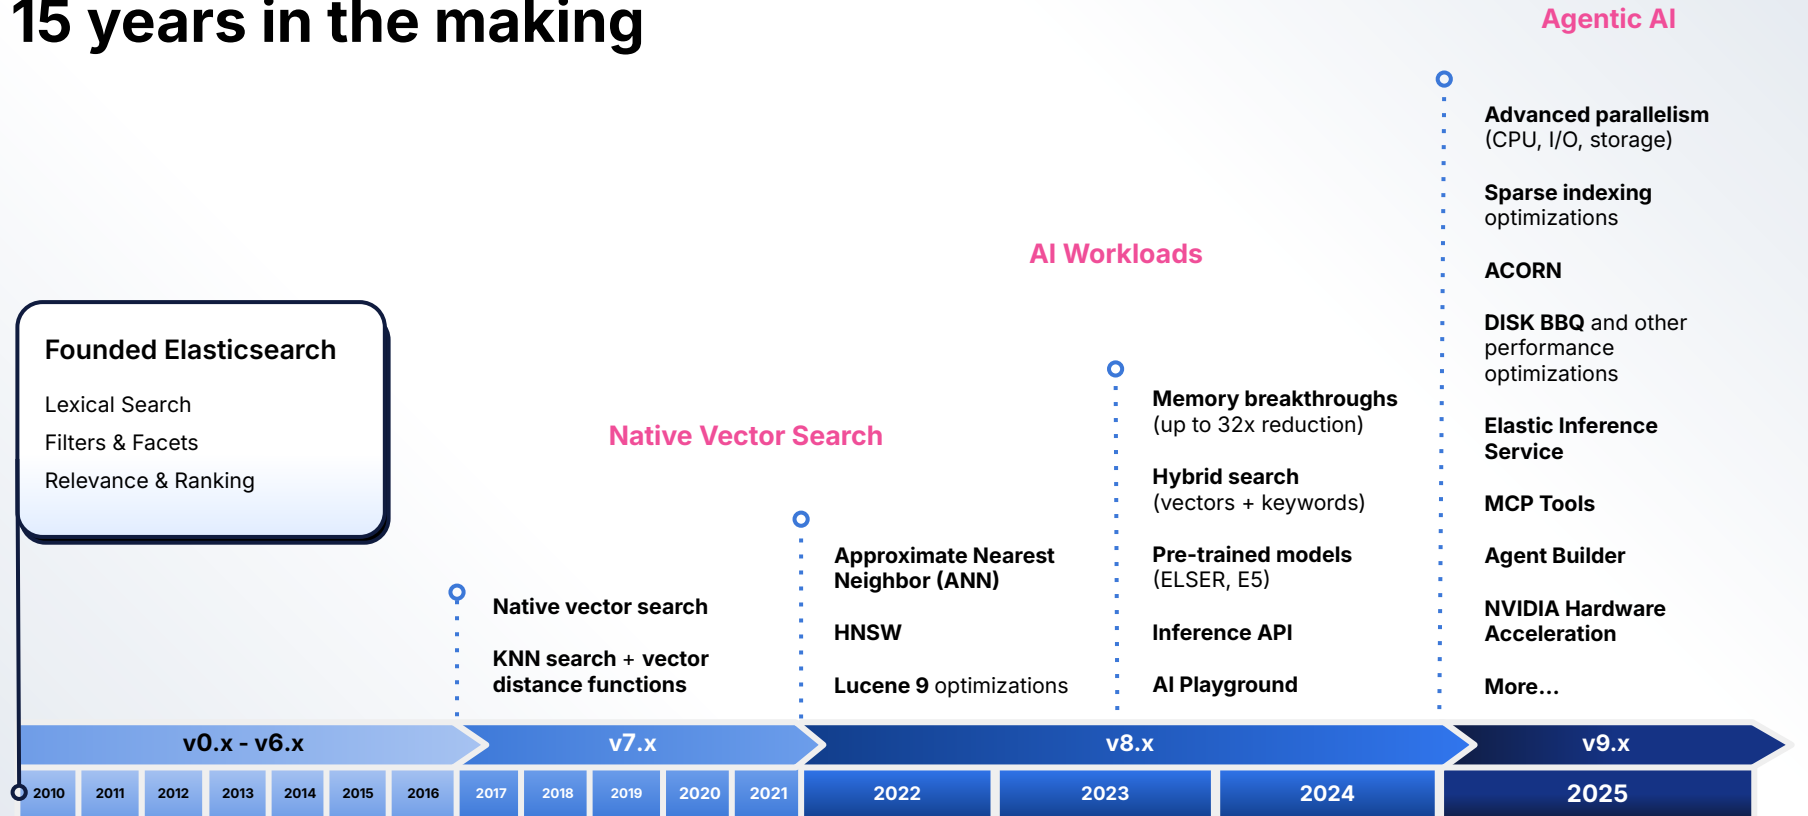 15 years in the making
Agentic AI
Advanced parallelism
(CPU, I/O, storage)
Sparse indexing
optimizations
ACORN
DISK BBQ and other
performance
optimizations
Elastic Inference
Service
MCP Tools
Agent Builder
NVIDIA Hardware
Acceleration
More...
AI Workloads
Memory breakthroughs
(up to 32x reduction)
Hybrid search
(vectors + keywords)
Pre-trained models
(ELSER, E5)
Inference API
AI Playground
Native Vector Search
Approximate Nearest
Neighbor (ANN)
HNSW
Lucene 9 optimizations
Native vector search
KNN search + vector
distance functions
Founded Elasticsearch
Lexical Search
Filters & Facets
Relevance & Ranking
v0.x - v6.x
v7.x
v8.x
v9.x
2010 2011 2012 2013 2014 2015 2016 2017 2018 2019 2020 2021 2022 2023 2024 2025